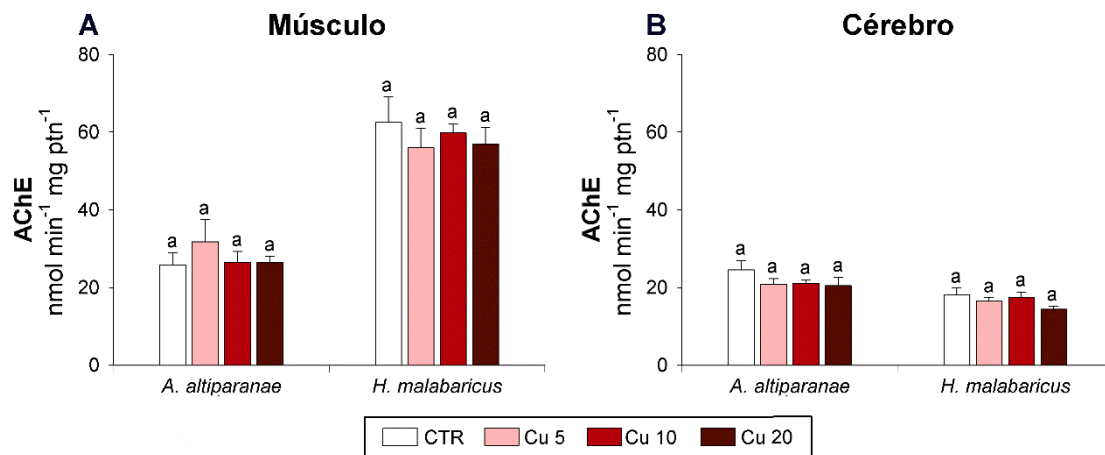 A Músculo
80
60
40
20
0
AChE
nmol min⁻¹ mg ptn⁻¹
a a a a
a a a a
A. altiparanae H. malabaricus
B Cérebro
80
60
40
20
0
AChE
nmol min⁻¹ mg ptn⁻¹
a a a a
a a a a
A. altiparanae H. malabaricus
CTR Cu 5 Cu 10 Cu 20